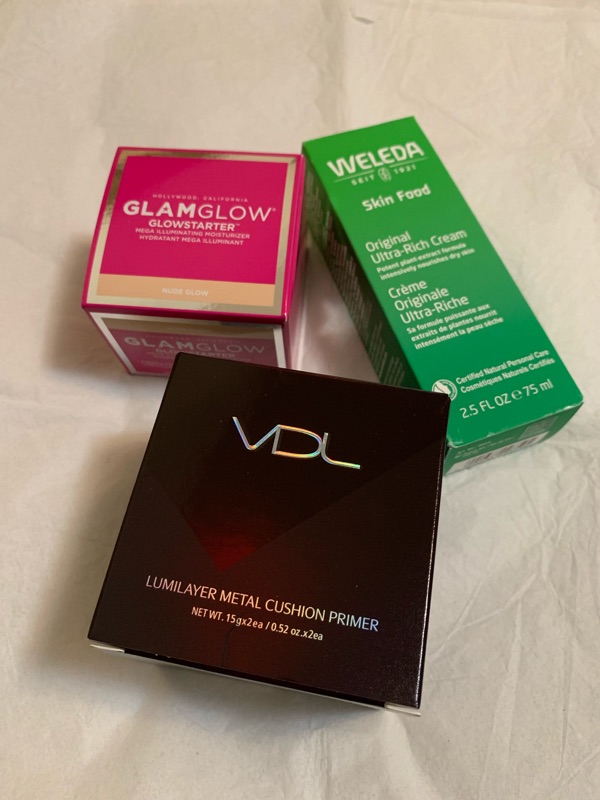 HOLLYWOOD, CALIFORNIA
GLAMGLOW®
GLOWSTARTER™
MEGA ILLUMINATING MOISTURIZER
HYDRATANT MEGA ILLUMINANT
NUDE GLOW
GLAMGLOW
GLOWSTARTER
WELEDA
SEIT 1921
Skin Food
Original
Ultra-Rich Cream
Potent plant-extract formula
intensively nourishes dry skin
Crème
Originale
Ultra-Riche
Sa formule puissante aux
extraits de plantes nourrit
intensément la peau sèche
Certified Natural Personal Care
Cosmétiques Naturels Certifiés
2.5 FL OZ e 75 ml
VDL
LUMILAYER METAL CUSHION PRIMER
NET WT. 15gx2ea / 0.52 oz.x2ea